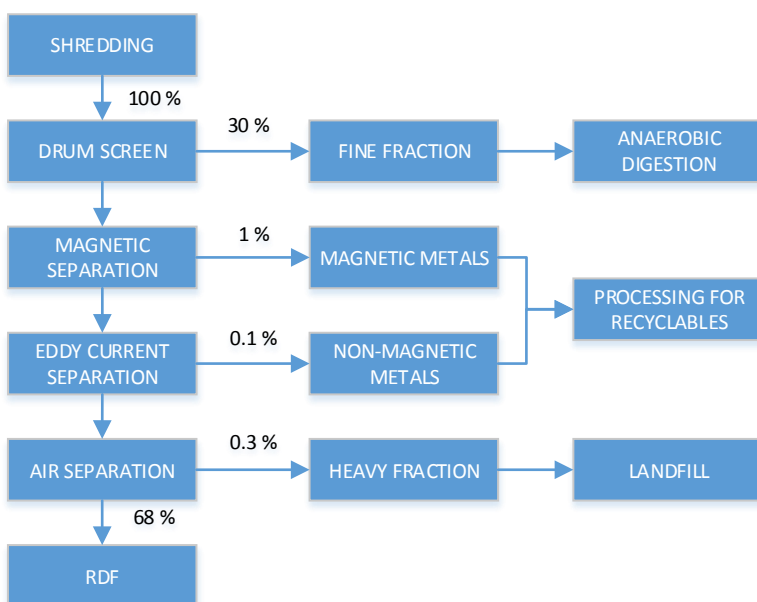 SHREDDING
100 %
30 %
DRUM SCREEN
FINE FRACTION
ANAEROBIC
DIGESTION
1 %
MAGNETIC
SEPARATION
MAGNETIC METALS
PROCESSING FOR
RECYCLABLES
0.1 %
EDDY CURRENT
SEPARATION
NON-MAGNETIC
METALS
0.3 %
AIR SEPARATION
HEAVY FRACTION
LANDFILL
68 %
RDF